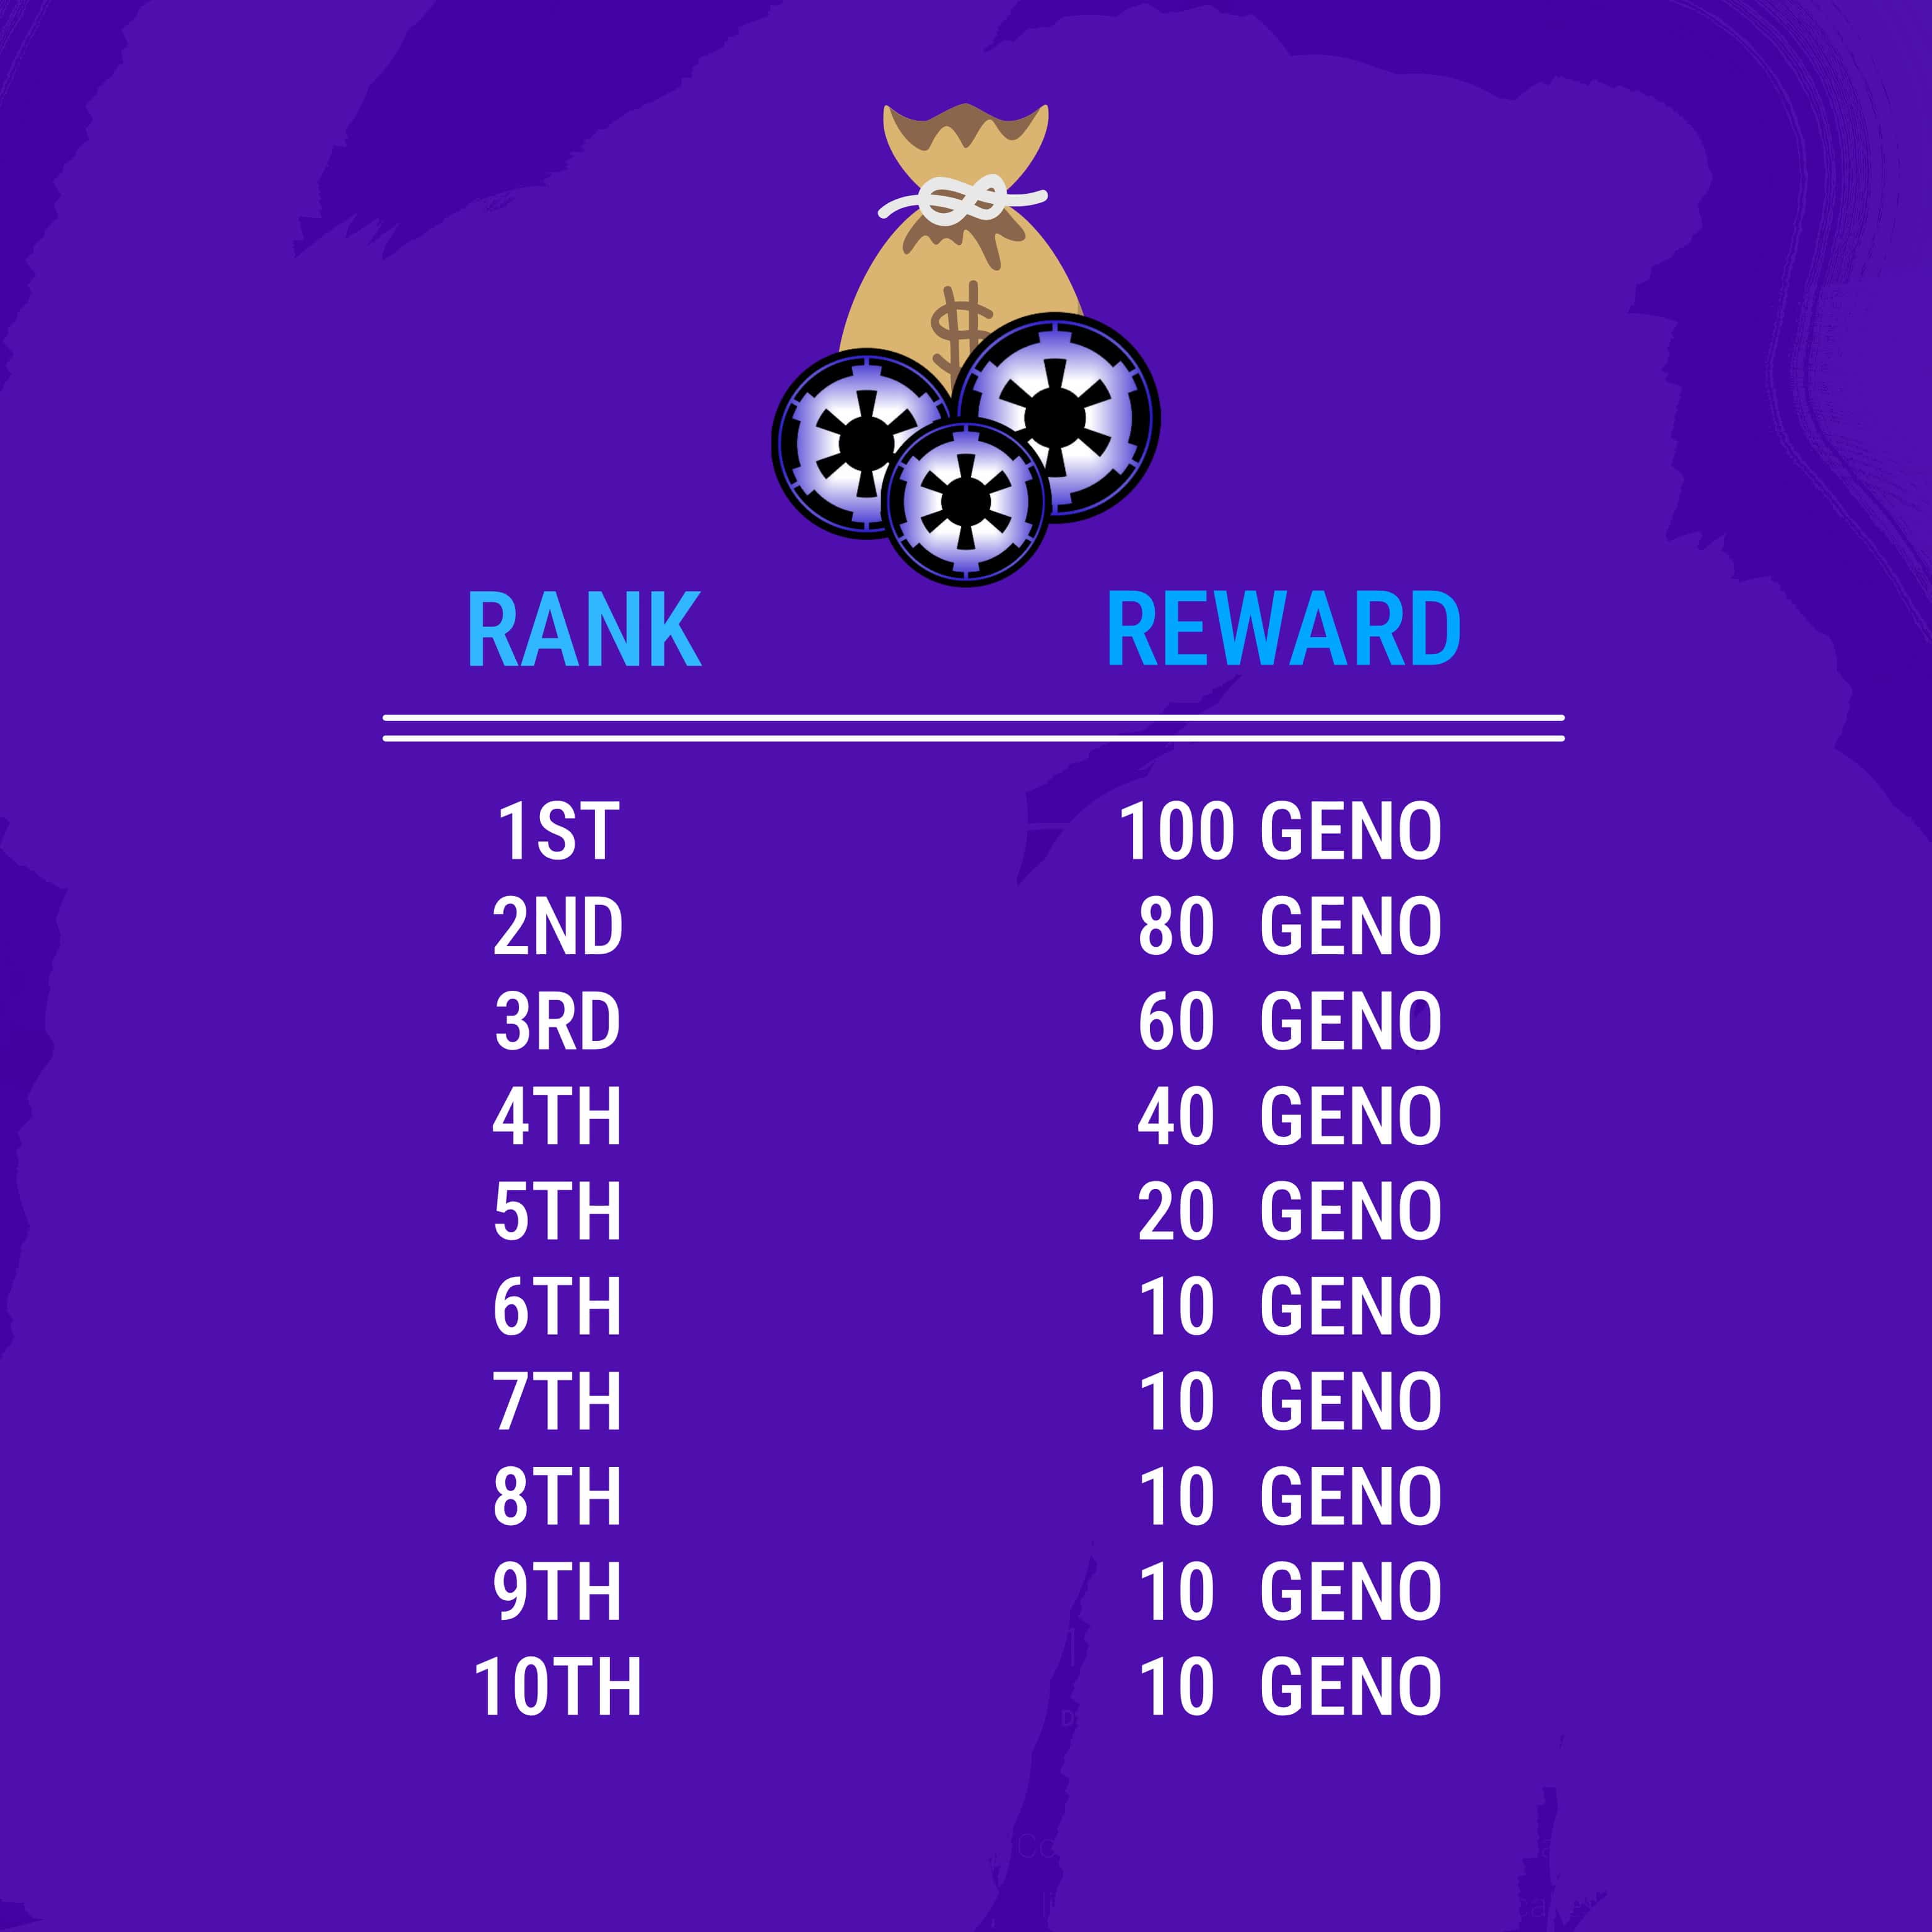 $
RANK REWARD
1ST 100 GENO
2ND 80 GENO
3RD 60 GENO
4TH 40 GENO
5TH 20 GENO
6TH 10 GENO
7TH 10 GENO
8TH 10 GENO
9TH 10 GENO
10TH 10 GENO